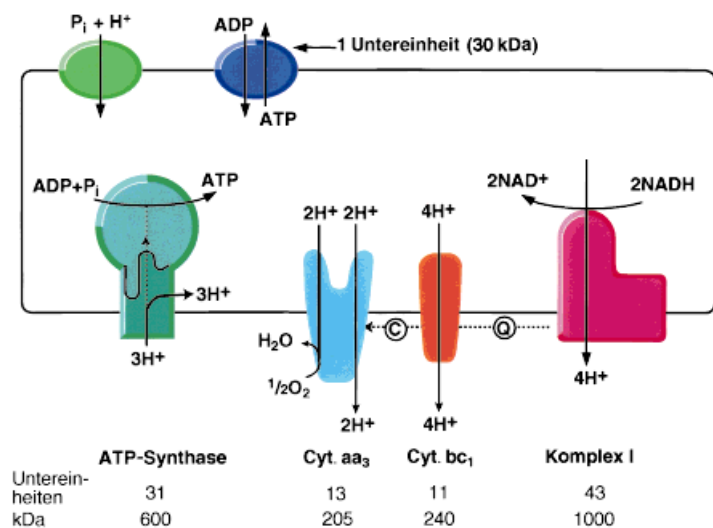 Pi + H+
ADP
1 Untereinheit (30 kDa)
ATP
ADP+Pi
ATP
2H+ 2H+
4H+
2NAD+
2NADH
3H+
C
Q
H2O
1/2O2
3H+
4H+
2H+
4H+
ATP-Synthase Cyt. aa3 Cyt. bc1 Komplex I
Unterein-
heiten 31 13 11 43
kDa 600 205 240 1000